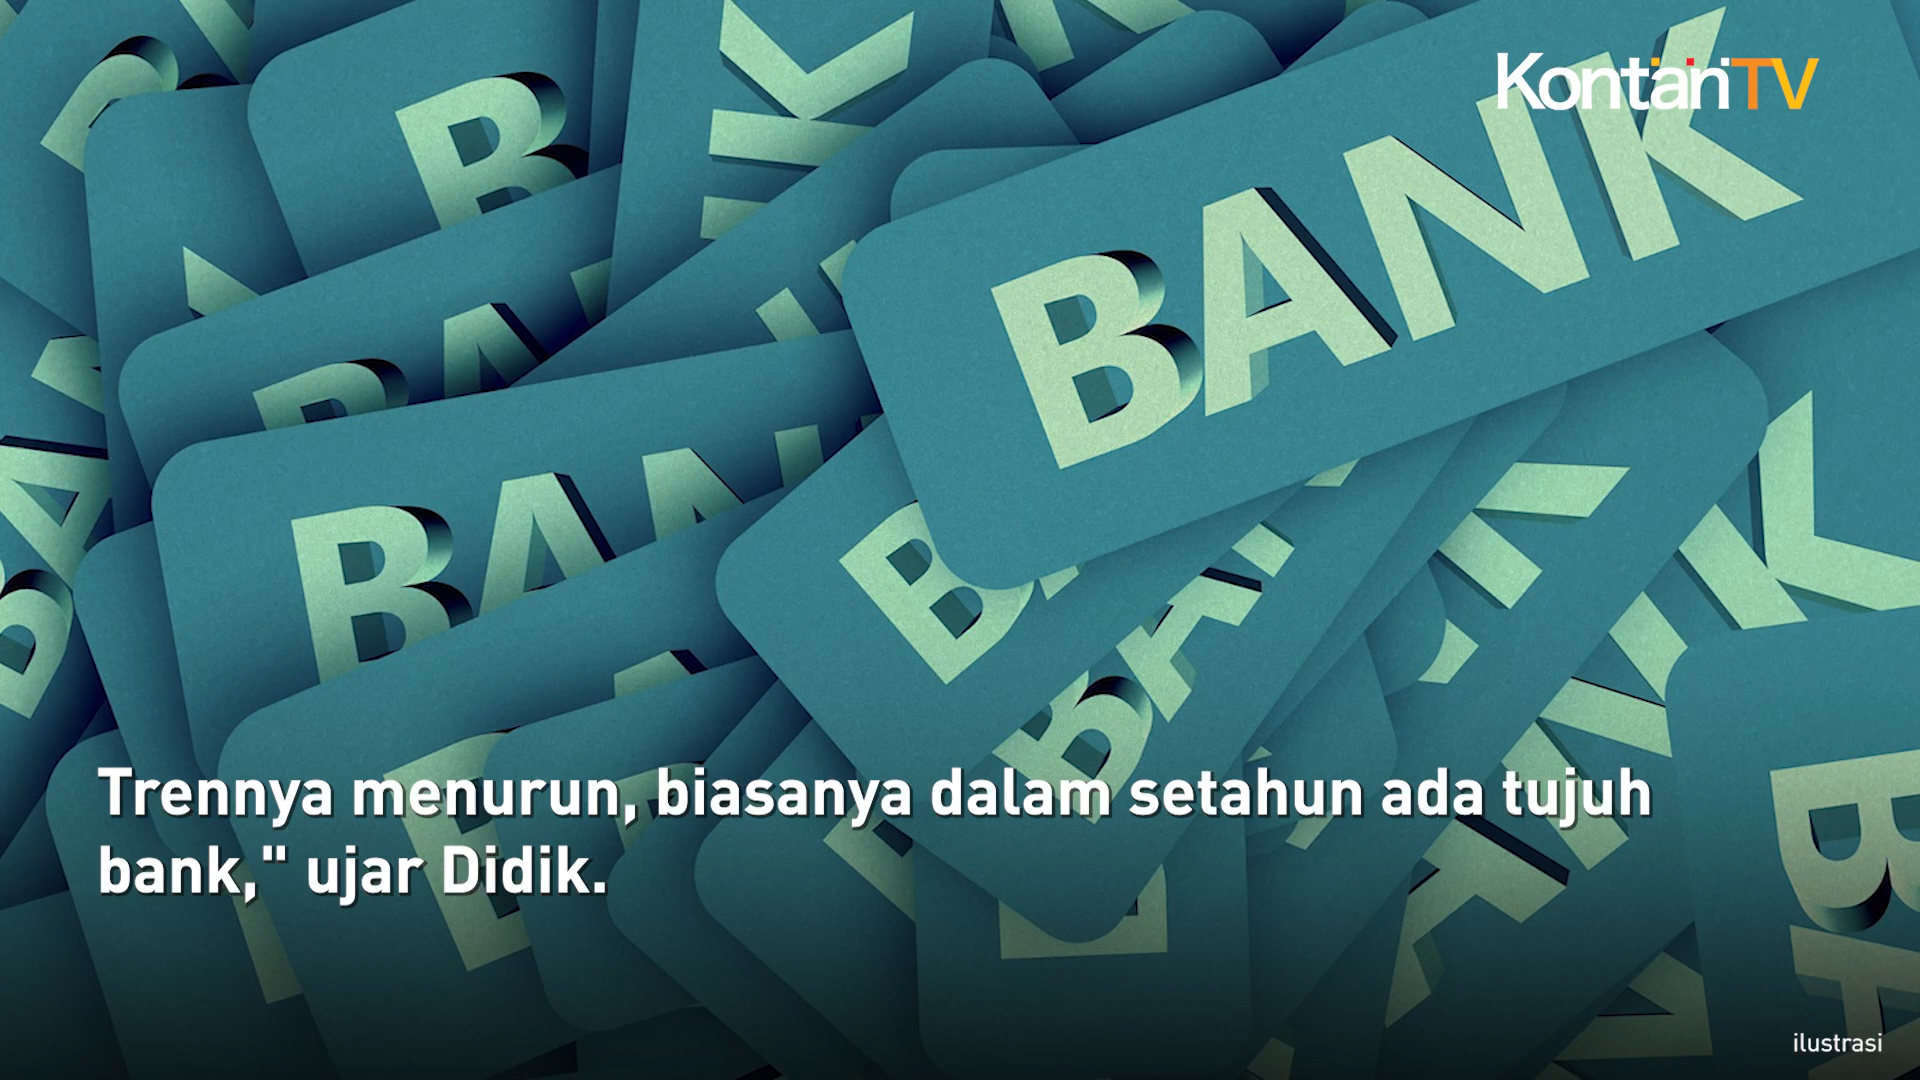 KontanTV
BANK
Trennya menurun, biasanya dalam setahun ada tujuh
bank," ujar Didik.
ilustrasi